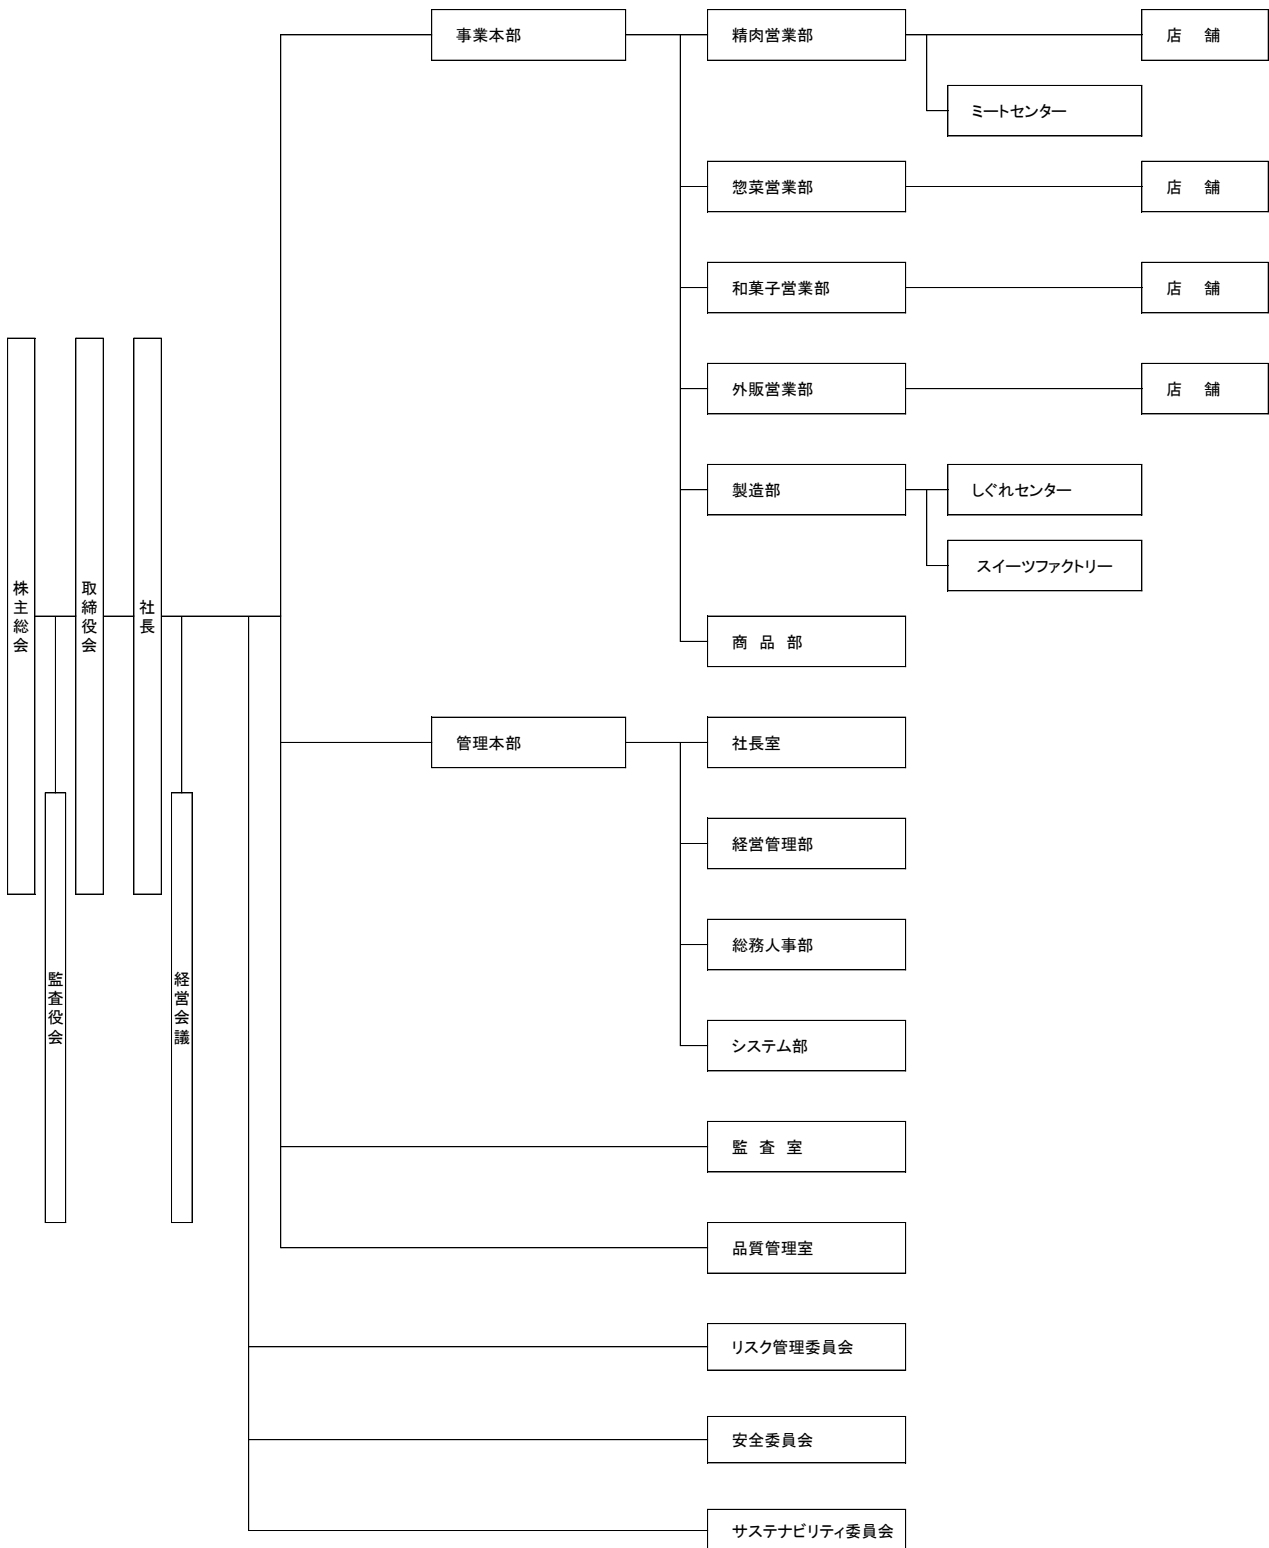 事業本部
精肉営業部
店 舗
ミートセンター
惣菜営業部
店 舗
和菓子営業部
店 舗
外販営業部
店 舗
製造部
しぐれセンター
スイーツファクトリー
商 品 部
株主総会
取締役会
社長
管理本部
社長室
経営管理部
総務人事部
監査役会
経営会議
システム部
監 査 室
品質管理室
リスク管理委員会
安全委員会
サステナビリティ委員会